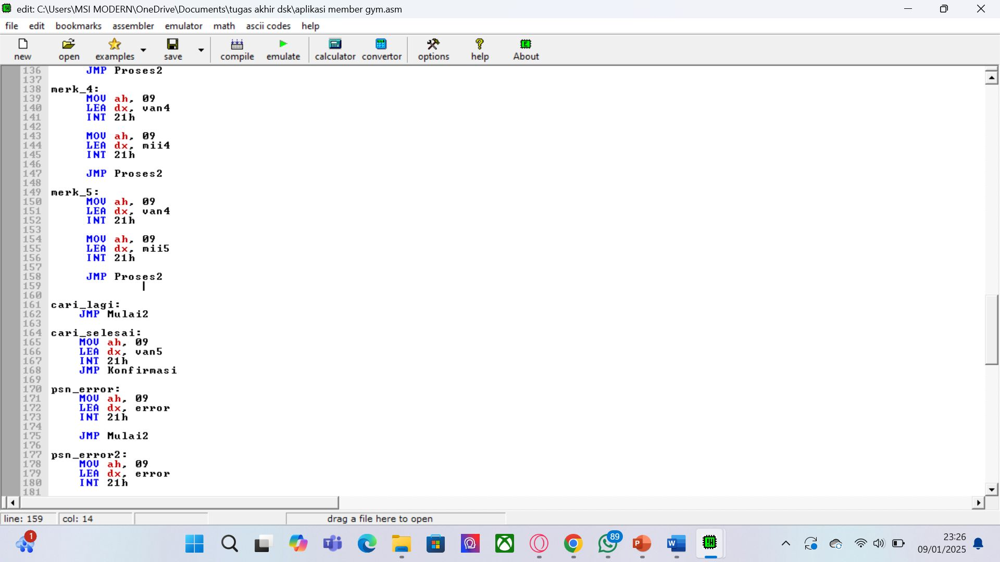 edit: C:\Users\MSI MODERN\OneDrive\Documents\tugas akhir dsk\aplikasi member gym.asm
file edit bookmarks assembler emulator math ascii codes help
new open examples save compile emulate calculator convertor options help About
136 JMP Proses2
137
138 merk_4:
139 MOV ah, 09
140 LEA dx, van4
141 INT 21h
142
143 MOV ah, 09
144 LEA dx, mii4
145 INT 21h
146
147 JMP Proses2
148
149 merk_5:
150 MOV ah, 09
151 LEA dx, van4
152 INT 21h
153
154 MOV ah, 09
155 LEA dx, mii5
156 INT 21h
157
158 JMP Proses2
159
160
161 cari_lagi:
162 JMP Mulai2
163
164 cari_selesai:
165 MOV ah, 09
166 LEA dx, van5
167 INT 21h
168 JMP Konfirmasi
169
170 psn_error:
171 MOV ah, 09
172 LEA dx, error
173 INT 21h
174
175 JMP Mulai2
176
177 psn_error2:
178 MOV ah, 09
179 LEA dx, error
180 INT 21h
181
line: 159 col: 14 drag a file here to open
1
89
23:26
09/01/2025